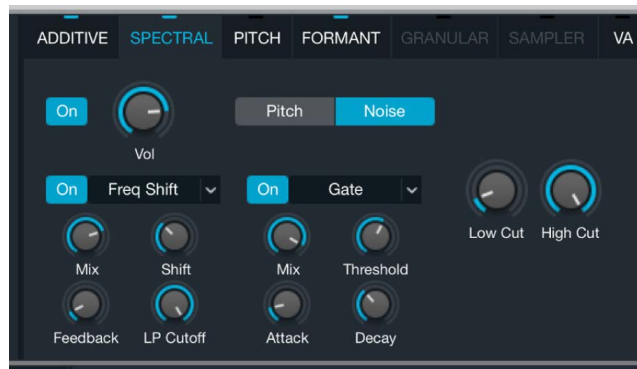 ADDITIVE SPECTRAL PITCH FORMANT GRANULAR SAMPLER VA
On Pitch Noise
Vol
On Freq Shift On Gate
Low Cut High Cut
Mix Shift Mix Threshold
Feedback LP Cutoff Attack Decay